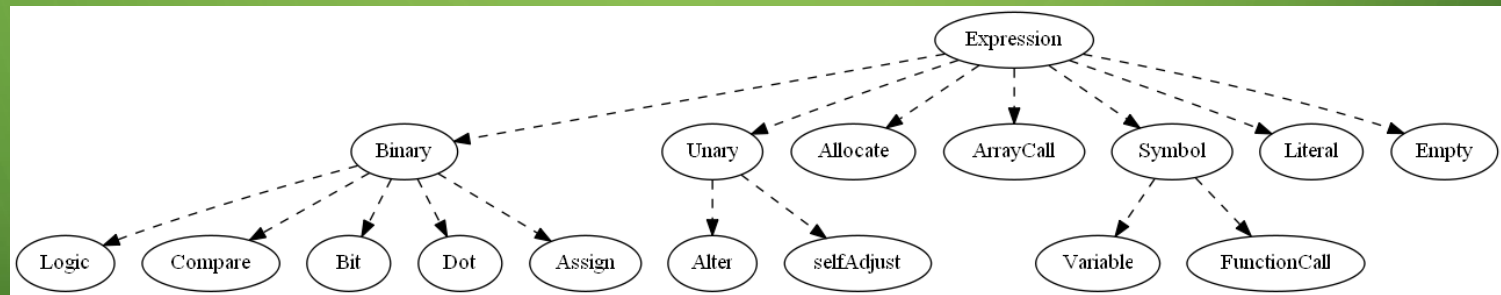 Expression
Binary
Unary
Allocate
ArrayCall
Symbol
Literal
Empty
Logic
Compare
Bit
Dot
Assign
Alter
selfAdjust
Variable
FunctionCall